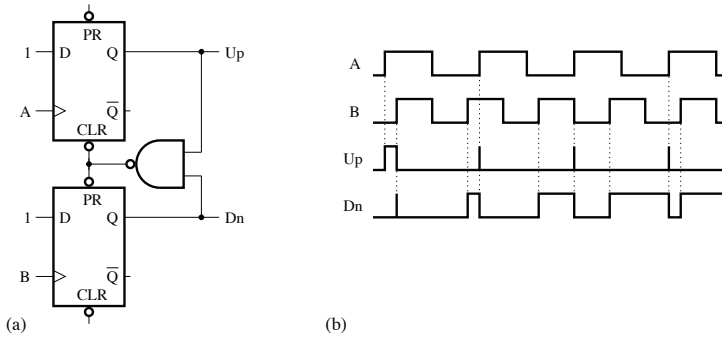 PR
1 D Q Up
A Q̅
CLR
PR
1 D Q Dn
B Q̅
CLR
(a)
A
B
Up
Dn
(b)